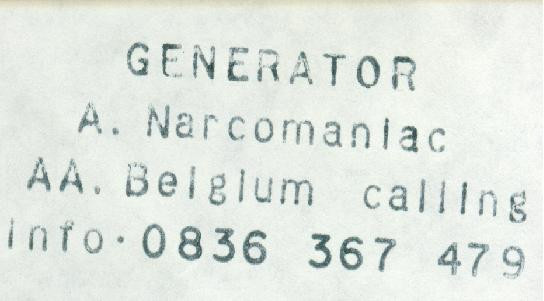 GENERATOR
A. Narcomaniac
AA. Belgium calling
info· 0836 367 479